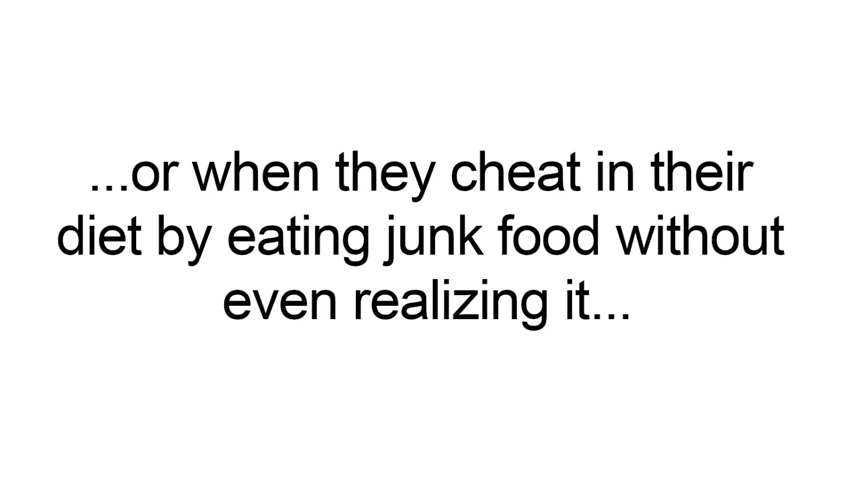 ...or when they cheat in their
diet by eating junk food without
even realizing it...